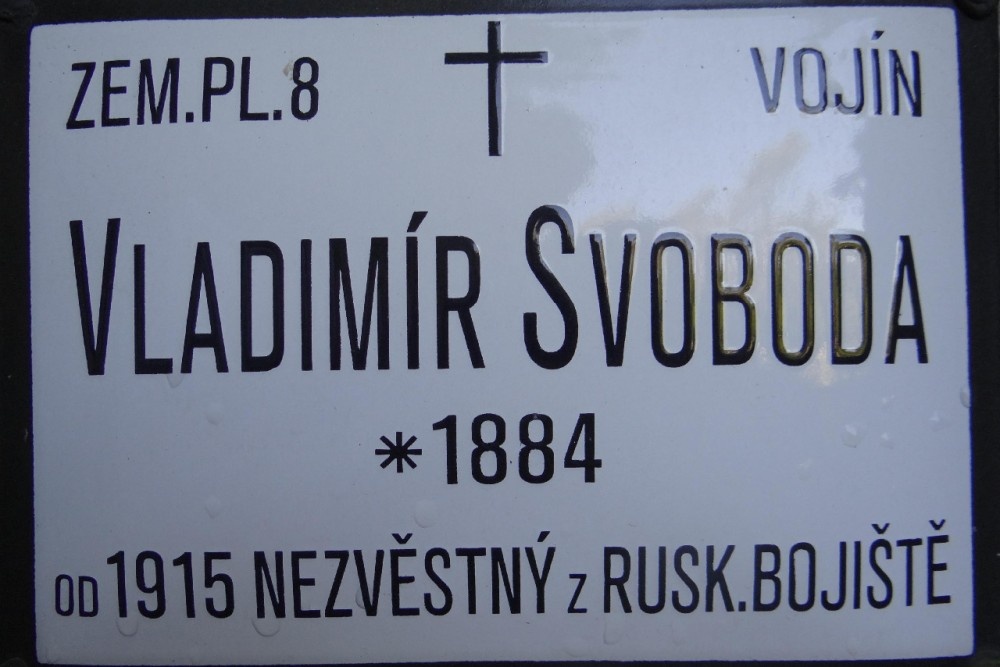 ZEM.PL.8 VOJÍN
VLADIMÍR SVOBODA
*1884
OD 1915 NEZVĚSTNÝ Z RUSK.BOJIŠTĚ